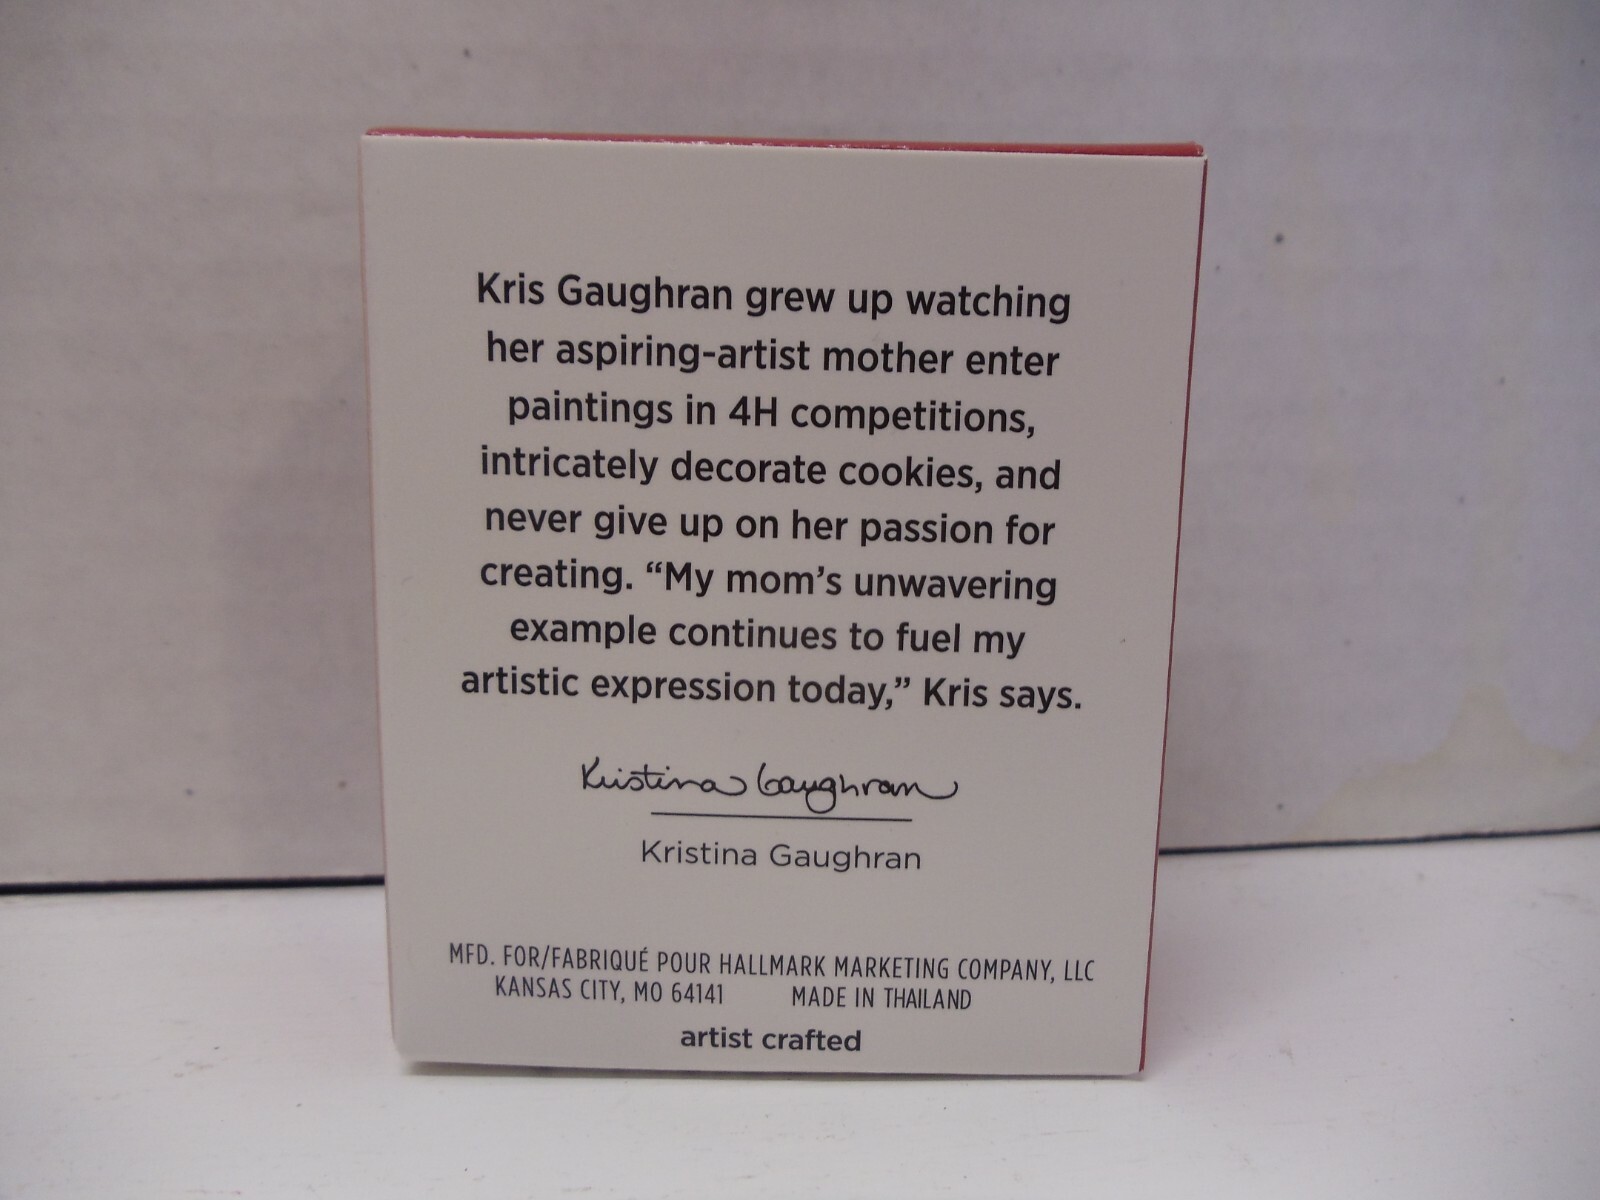 Kris Gaughran grew up watching
her aspiring-artist mother enter
paintings in 4H competitions,
intricately decorate cookies, and
never give up on her passion for
creating. “My mom’s unwavering
example continues to fuel my
artistic expression today,” Kris says.
Kristina Gaughran
Kristina Gaughran
MFD. FOR/FABRIQUÉ POUR HALLMARK MARKETING COMPANY, LLC
KANSAS CITY, MO 64141 MADE IN THAILAND
artist crafted